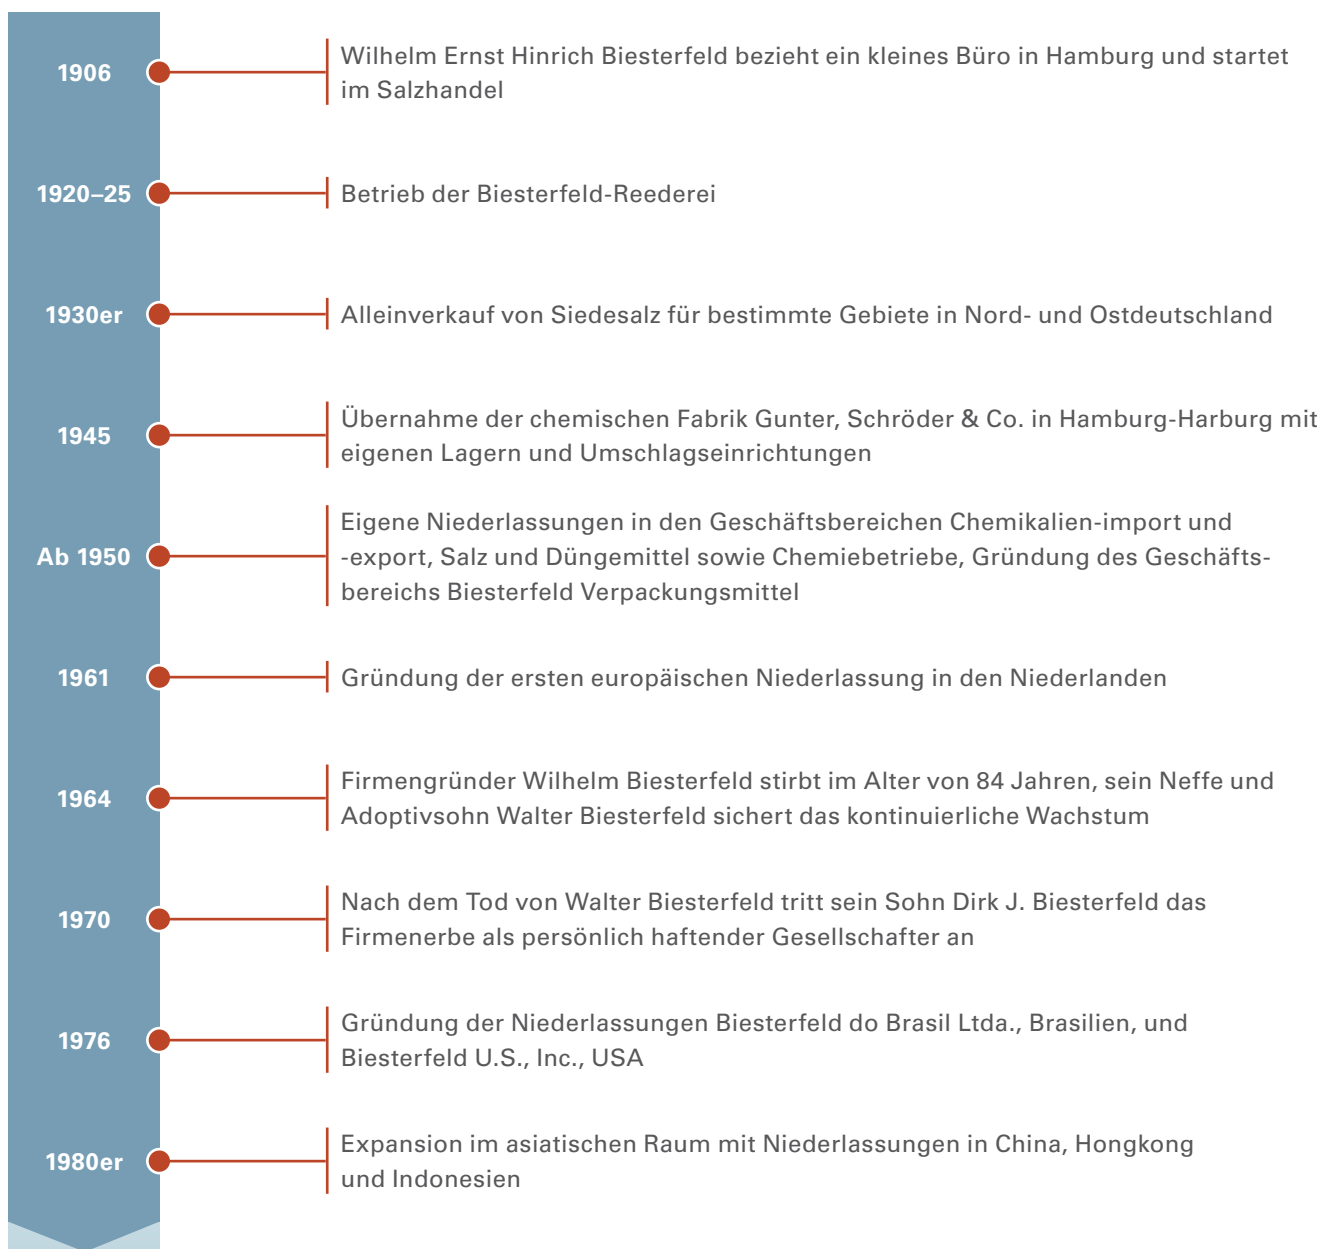 1906
Wilhelm Ernst Hinrich Biesterfeld bezieht ein kleines Büro in Hamburg und startet
im Salzhandel
1920–25
Betrieb der Biesterfeld-Reederei
1930er
Alleinverkauf von Siedesalz für bestimmte Gebiete in Nord- und Ostdeutschland
1945
Übernahme der chemischen Fabrik Gunter, Schröder & Co. in Hamburg-Harburg mit
eigenen Lagern und Umschlagseinrichtungen
Ab 1950
Eigene Niederlassungen in den Geschäftsbereichen Chemikalien-import und
-export, Salz und Düngemittel sowie Chemiebetriebe, Gründung des Geschäfts-
bereichs Biesterfeld Verpackungsmittel
1961
Gründung der ersten europäischen Niederlassung in den Niederlanden
1964
Firmengründer Wilhelm Biesterfeld stirbt im Alter von 84 Jahren, sein Neffe und
Adoptivsohn Walter Biesterfeld sichert das kontinuierliche Wachstum
1970
Nach dem Tod von Walter Biesterfeld tritt sein Sohn Dirk J. Biesterfeld das
Firmenerbe als persönlich haftender Gesellschafter an
1976
Gründung der Niederlassungen Biesterfeld do Brasil Ltda., Brasilien, und
Biesterfeld U.S., Inc., USA
1980er
Expansion im asiatischen Raum mit Niederlassungen in China, Hongkong
und Indonesien